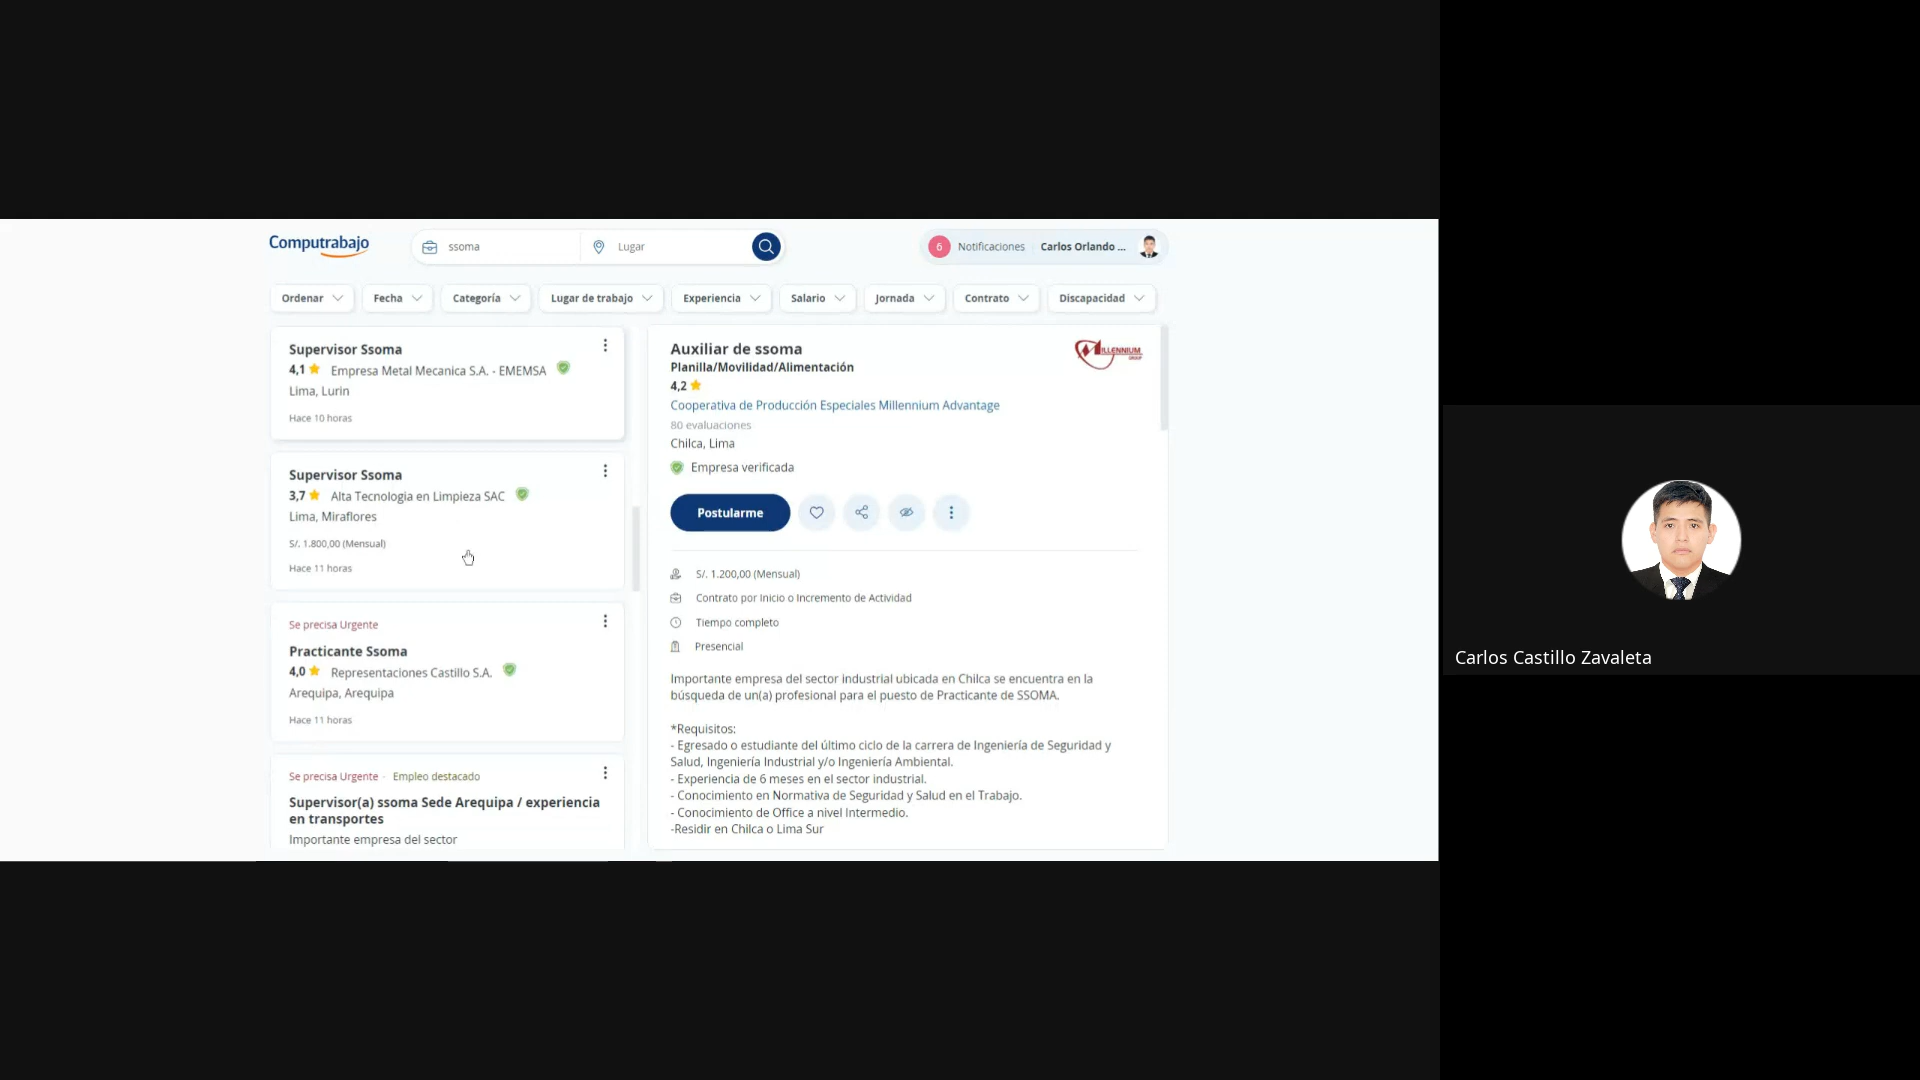 Computrabajo
ssoma
Lugar
6 Notificaciones Carlos Orlando ...
Ordenar
Fecha
Categoría
Lugar de trabajo
Experiencia
Salario
Jornada
Contrato
Discapacidad
Supervisor Ssoma
4,1 Empresa Metal Mecanica S.A. - EMEMSA
Lima, Lurin
Hace 10 horas
Supervisor Ssoma
3,7 Alta Tecnologia en Limpieza SAC
Lima, Miraflores
S/. 1.800,00 (Mensual)
Hace 11 horas
Se precisa Urgente
Practicante Ssoma
4,0 Representaciones Castillo S.A.
Arequipa, Arequipa
Hace 11 horas
Se precisa Urgente · Empleo destacado
Supervisor(a) ssoma Sede Arequipa / experiencia
en transportes
Importante empresa del sector
Auxiliar de ssoma
Planilla/Movilidad/Alimentación
4,2
Cooperativa de Producción Especiales Millennium Advantage
80 evaluaciones
Chilca, Lima
Empresa verificada
MILLENNIUM
GROUP
Postularme
S/. 1.200,00 (Mensual)
Contrato por Inicio o Incremento de Actividad
Tiempo completo
Presencial
Importante empresa del sector industrial ubicada en Chilca se encuentra en la
búsqueda de un(a) profesional para el puesto de Practicante de SSOMA.
*Requisitos:
- Egresado o estudiante del último ciclo de la carrera de Ingeniería de Seguridad y
Salud, Ingeniería Industrial y/o Ingeniería Ambiental.
- Experiencia de 6 meses en el sector industrial.
- Conocimiento en Normativa de Seguridad y Salud en el Trabajo.
- Conocimiento de Office a nivel Intermedio.
-Residir en Chilca o Lima Sur
Carlos Castillo Zavaleta